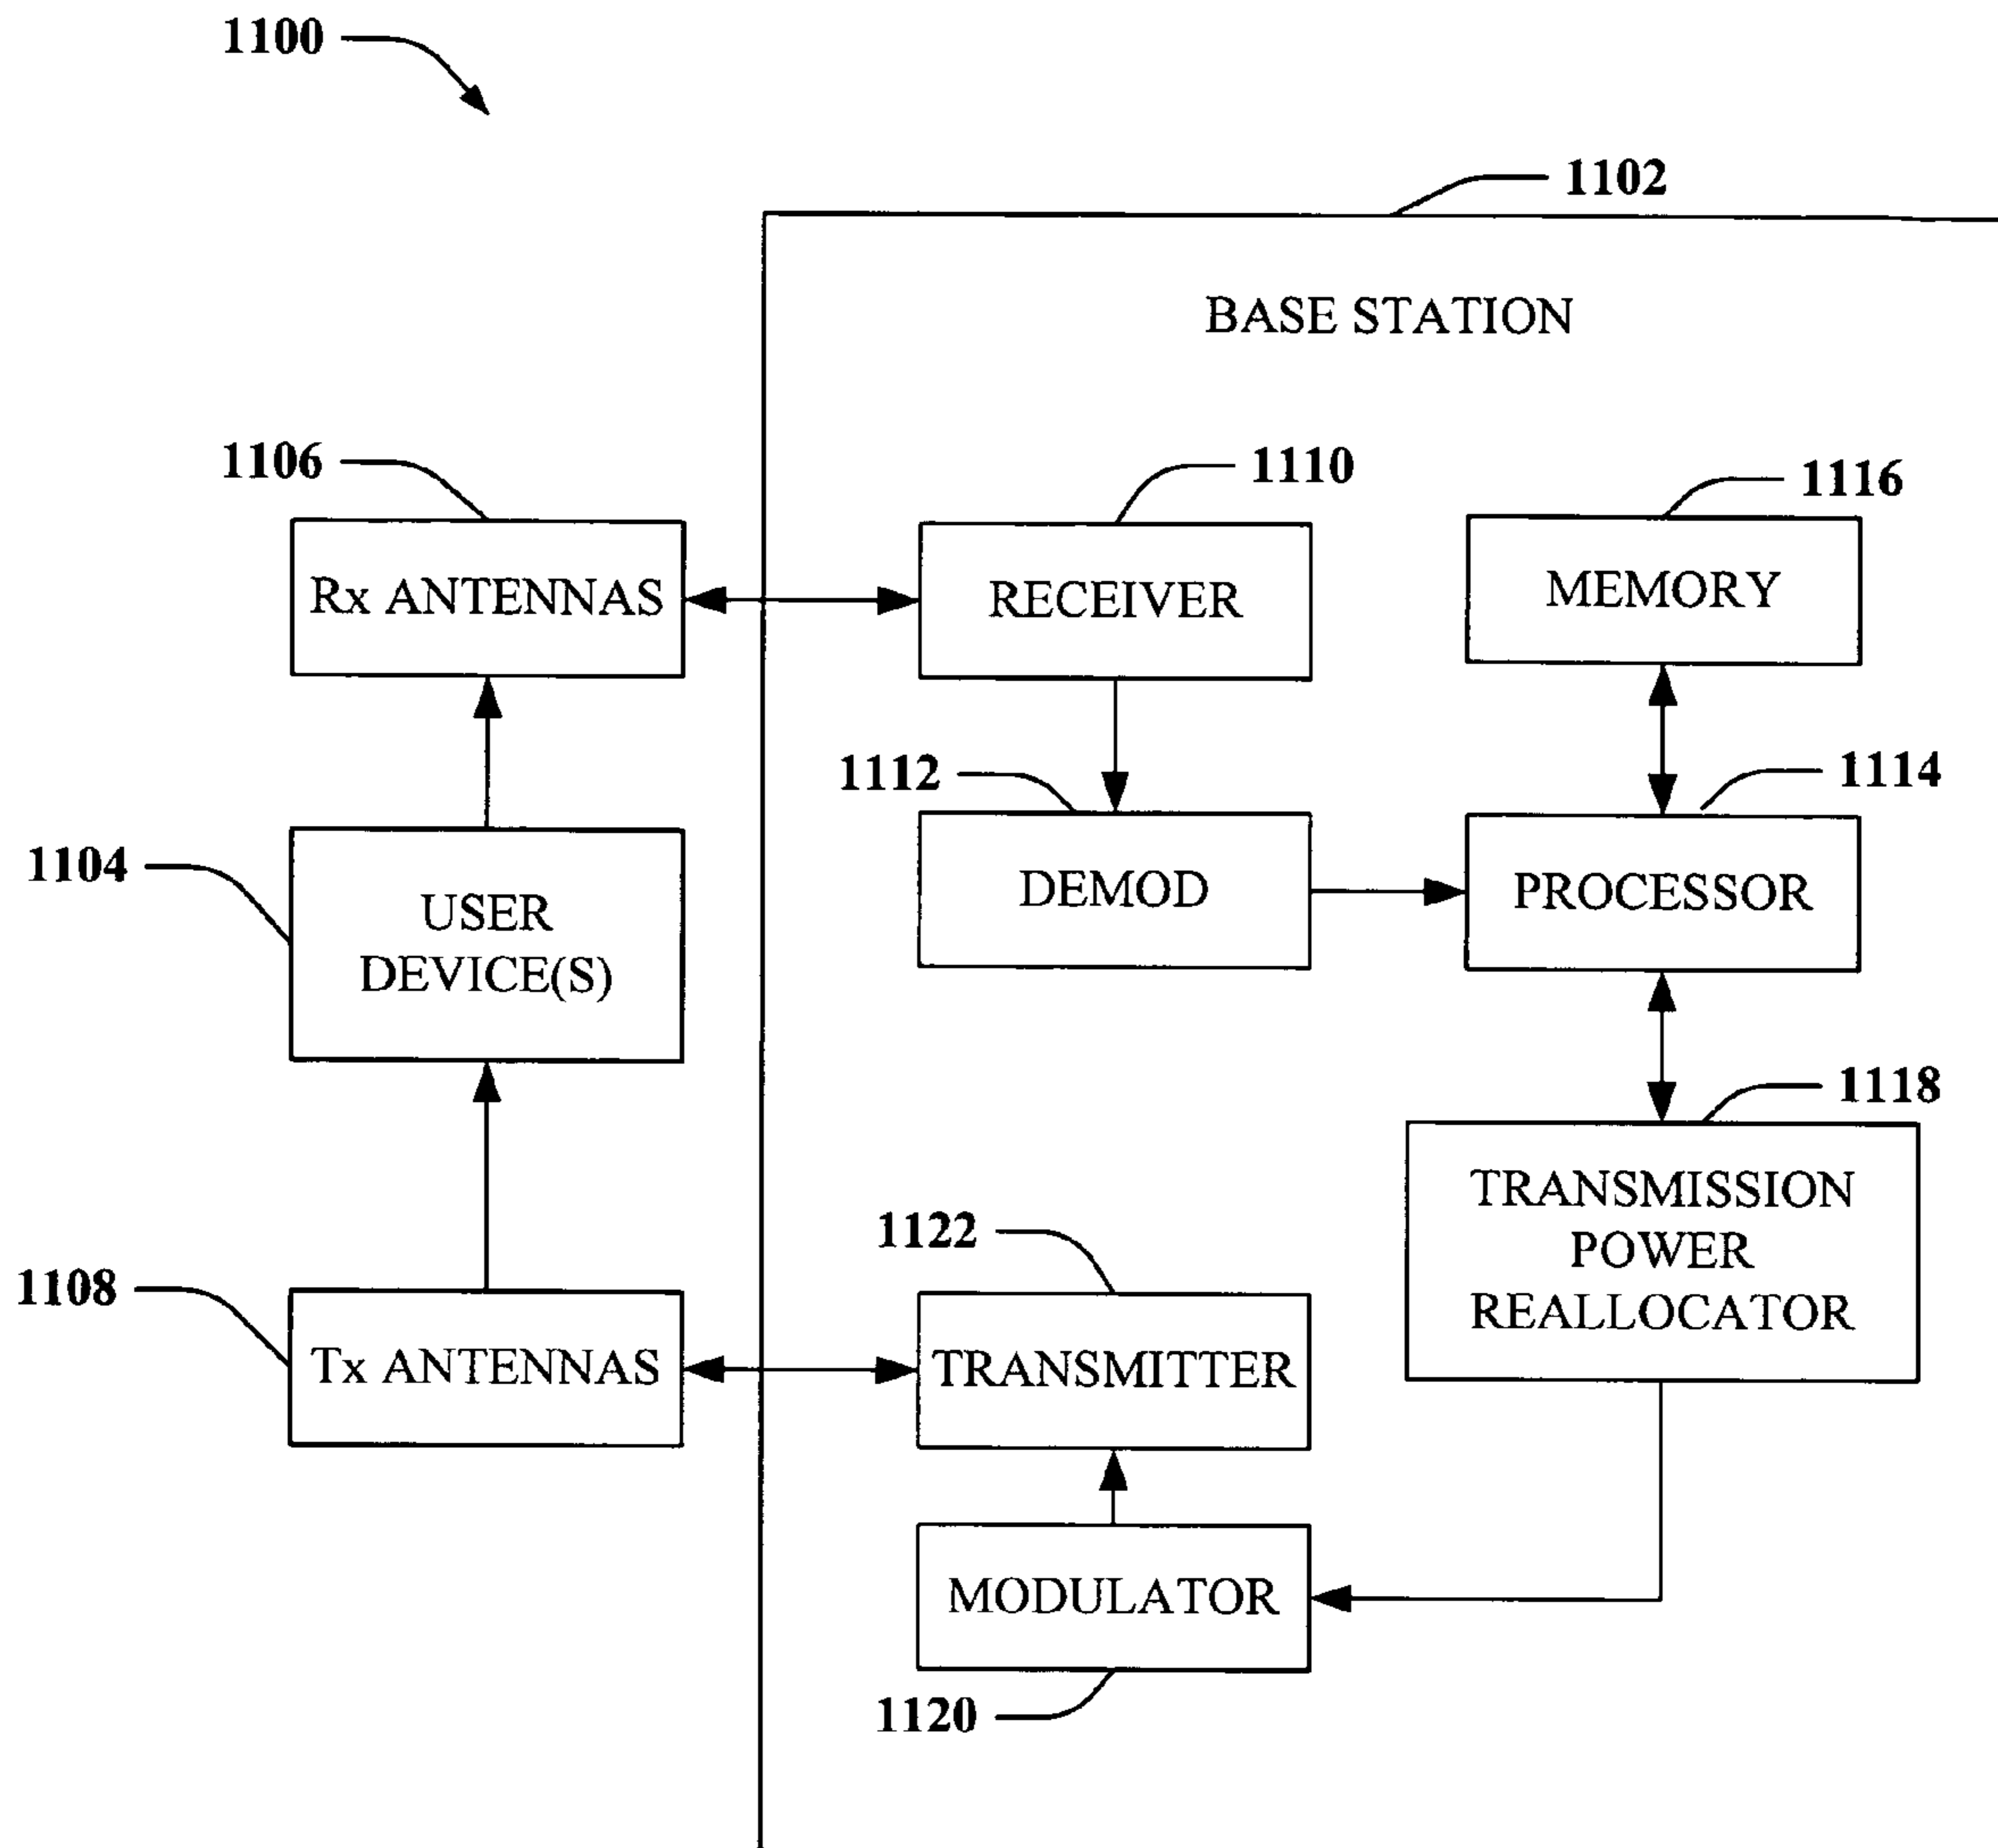 1100
1102
BASE STATION
1106
1110
1116
Rx ANTENNAS
RECEIVER
MEMORY
1112
1114
1104
USER
DEVICE(S)
DEMOD
PROCESSOR
1118
1108
1122
TRANSMISSION
POWER
REALLOCATOR
Tx ANTENNAS
TRANSMITTER
MODULATOR
1120